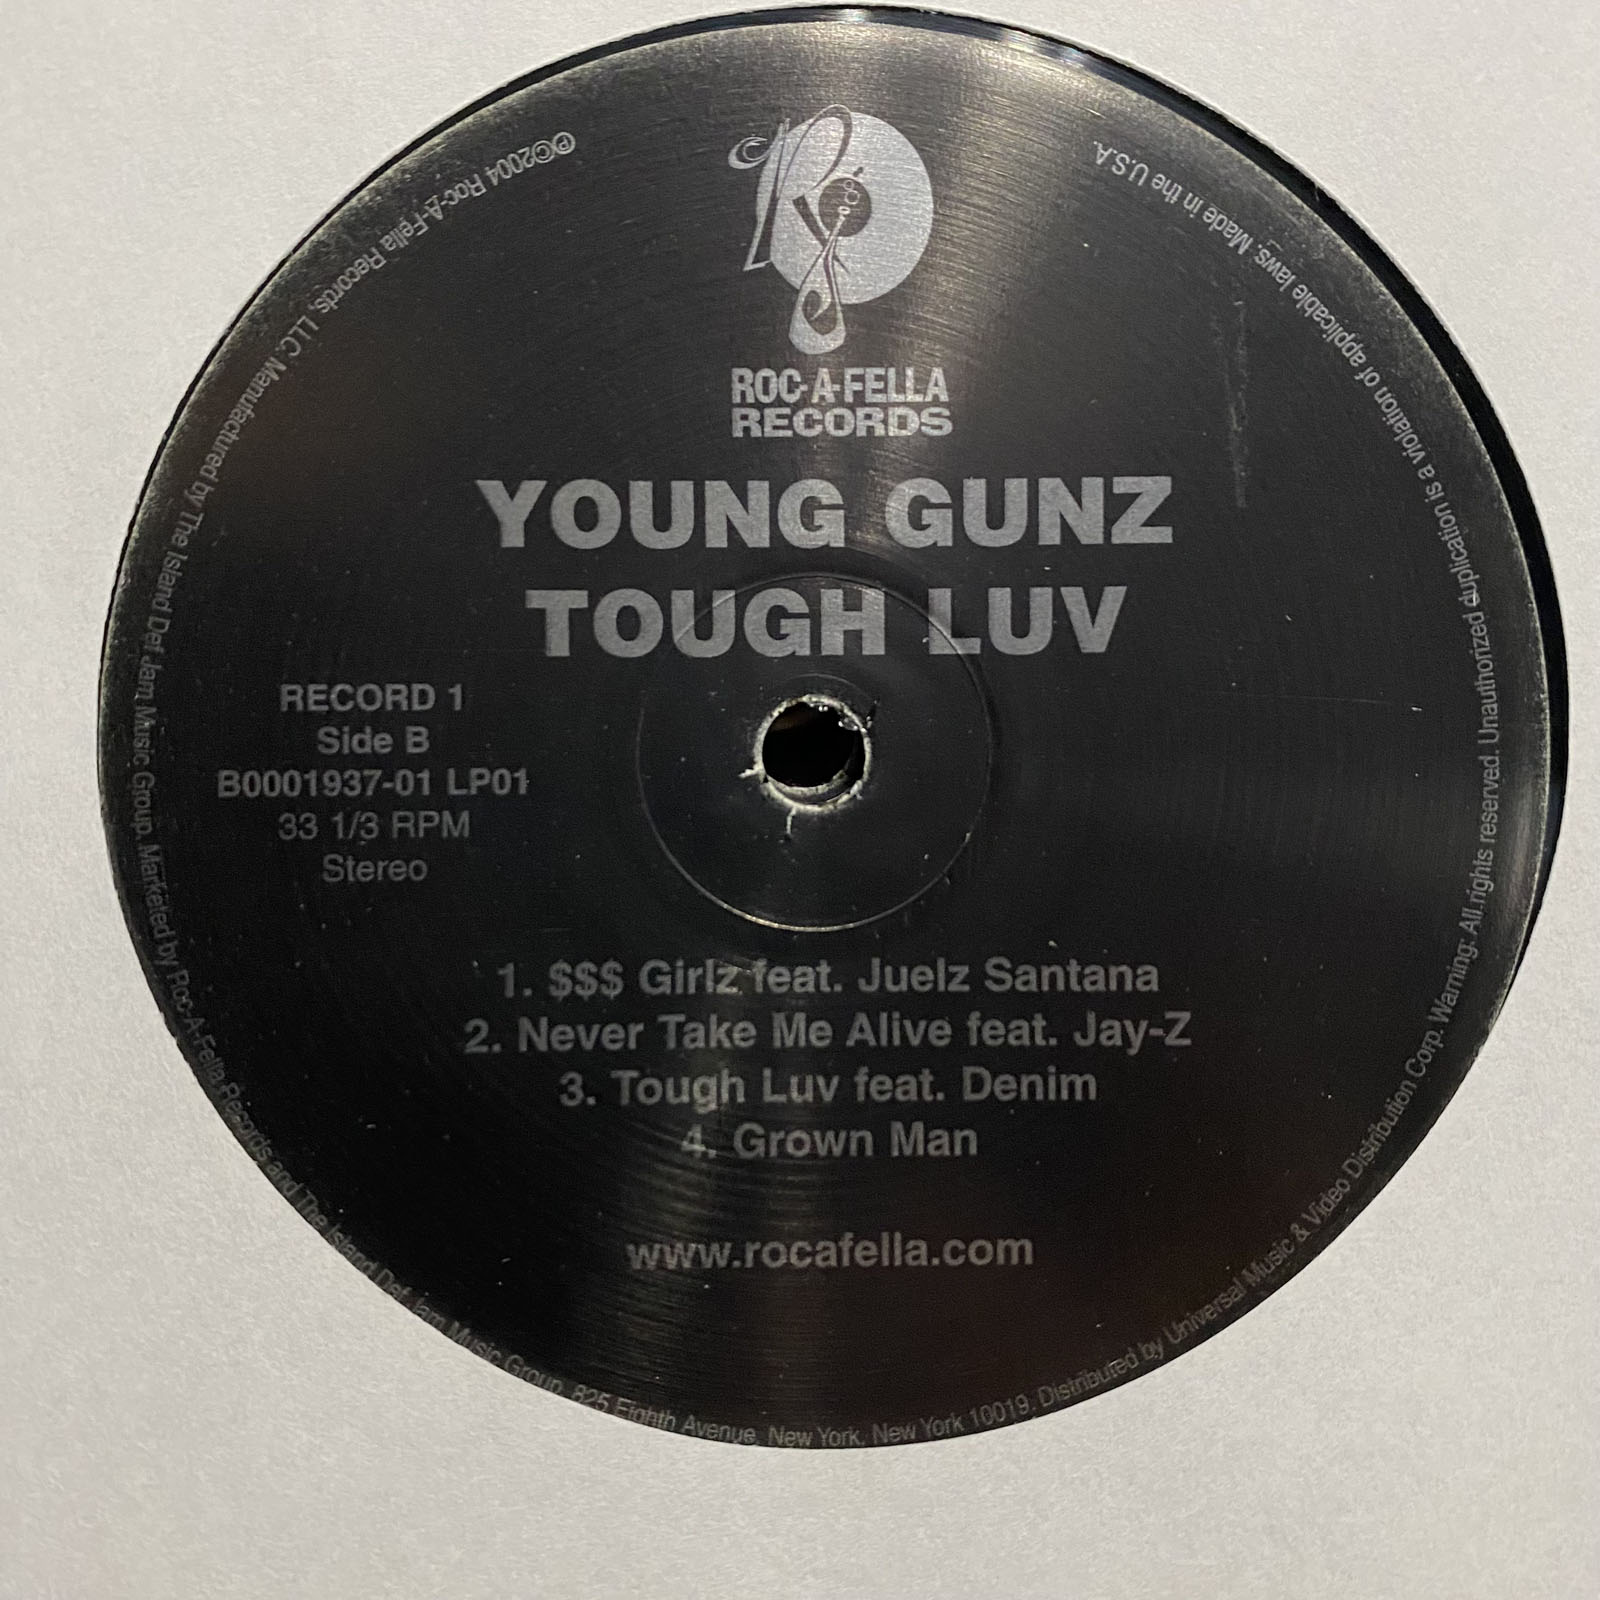 ROC-A-FELLA
RECORDS
YOUNG GUNZ
TOUGH LUV
RECORD 1
Side B
B0001937-01 LP01
33 1/3 RPM
Stereo
1. $$$ Girlz feat. Juelz Santana
2. Never Take Me Alive feat. Jay-Z
3. Tough Luv feat. Denim
4. Grown Man
www.rocafella.com
℗©2004 Roc-A-Fella Records, LLC. Manufactured by The Island Def Jam Music Group. Marketed by Roc-A-Fella Records and The Island Def Jam Music Group, 825 Eighth Avenue, New York, New York 10019. Distributed by Universal Music & Video Distribution Corp. Warning: All rights reserved. Unauthorized duplication is a violation of applicable laws. Made in the U.S.A.